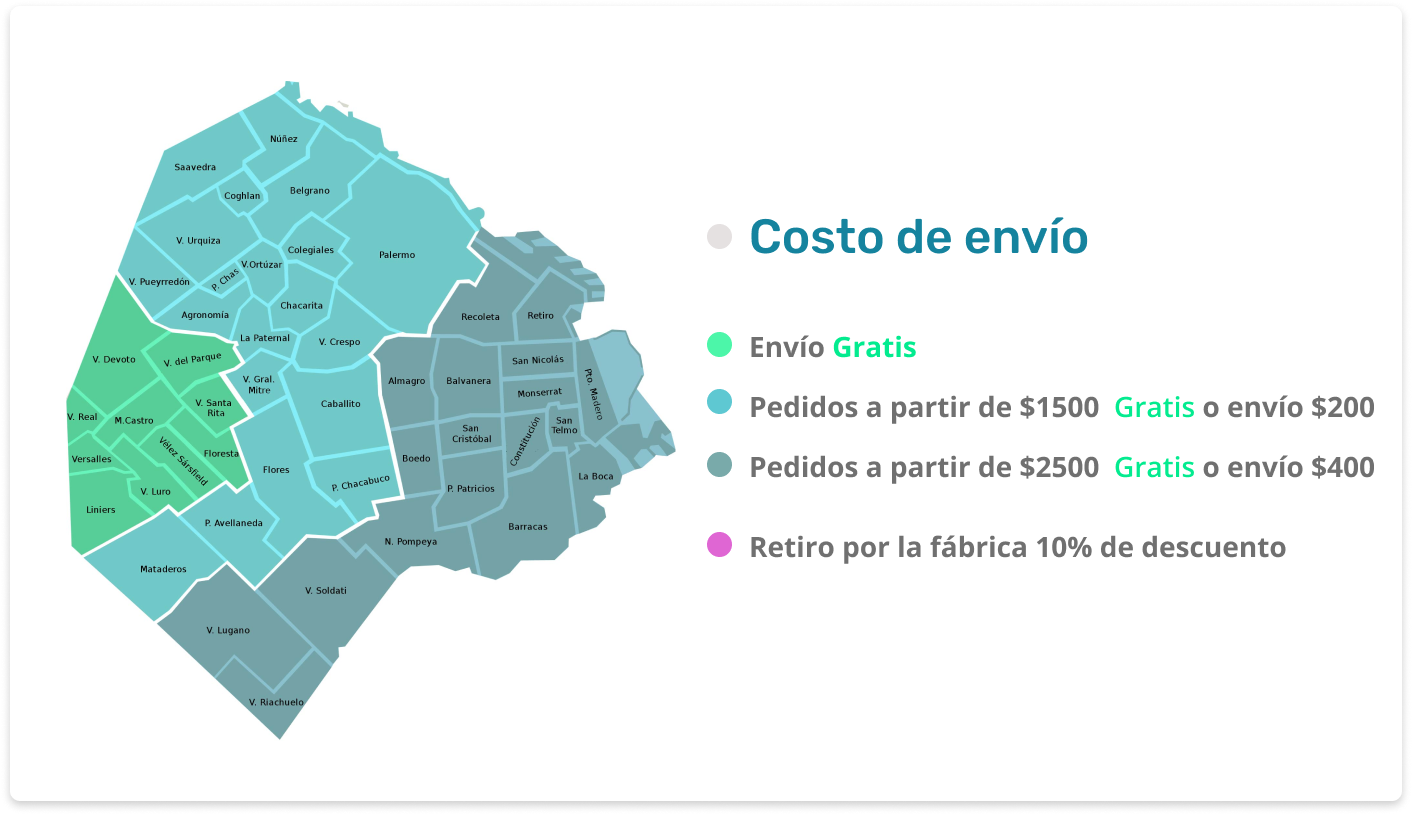 Núñez
Saavedra
Coghlan
Belgrano
V. Urquiza
Colegiales
Palermo
V.Ortúzar
P. Chas
V. Pueyrredón
Chacarita
Agronomía
La Paternal
V. Crespo
Recoleta
Retiro
V. Devoto
V. del Parque
San Nicolás
V. Gral.
Mitre
Almagro
Balvanera
Monserrat
Pto. Madero
V. Real
M.Castro
V. Santa
Rita
Caballito
San
Cristóbal
Constitución
San
Telmo
Versalles
Vélez Sársfield
Floresta
Flores
Boedo
V. Luro
P. Chacabuco
P. Patricios
La Boca
Liniers
P. Avellaneda
Barracas
N. Pompeya
Mataderos
V. Soldati
V. Lugano
V. Riachuelo
Costo de envío
Envío Gratis
Pedidos a partir de $1500 Gratis o envío $200
Pedidos a partir de $2500 Gratis o envío $400
Retiro por la fábrica 10% de descuento